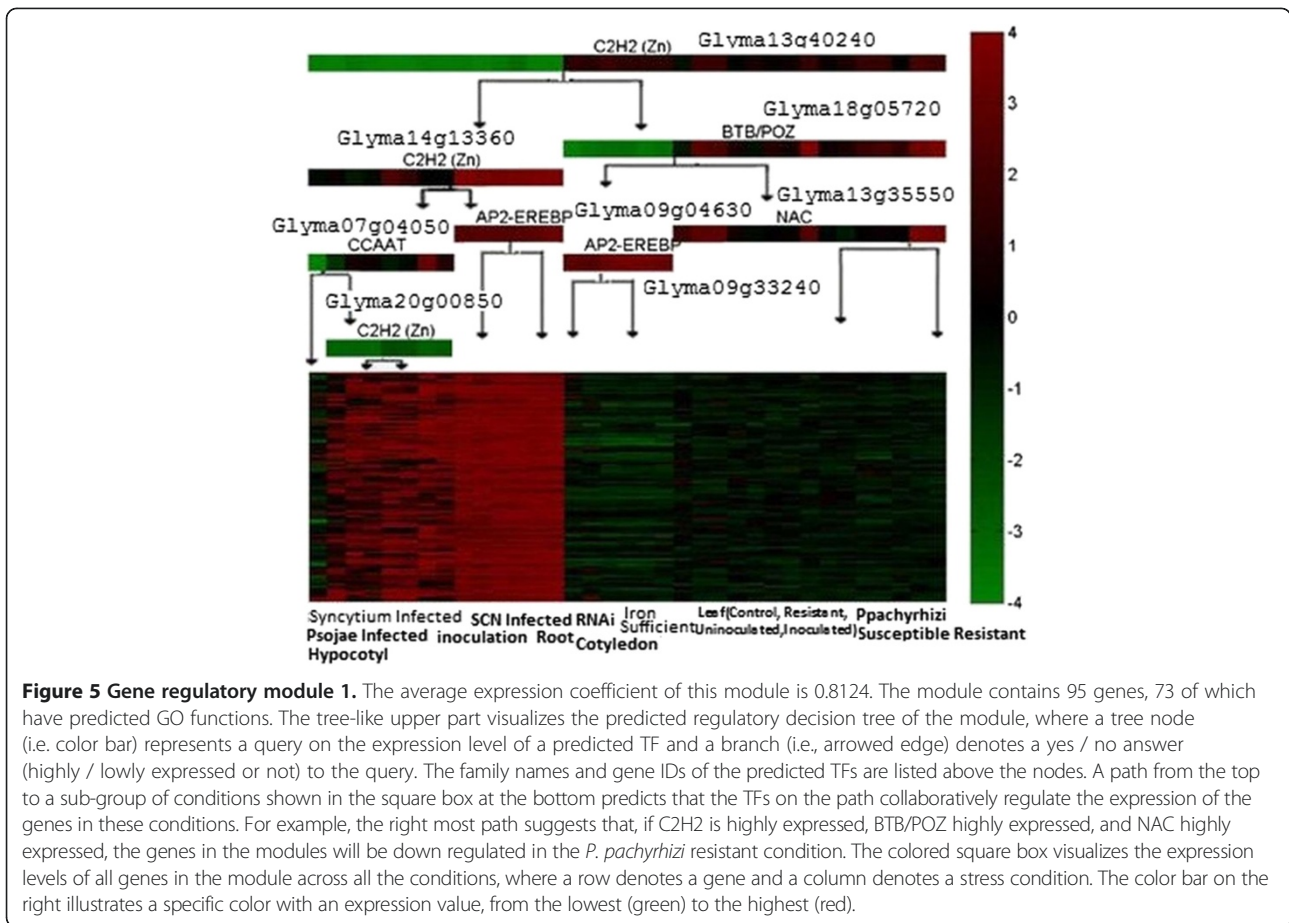 C2H2 (Zn) Glyma13g40240
4
3
Glyma18g05720
Glyma14g13360
BTB/POZ
C2H2 (Zn)
2
Glyma07g04050
AP2-EREBP
Glyma09g04630
Glyma13g35550
NAC
CCAAT
AP2-EREBP
1
Glyma20g00850
Glyma09g33240
0
C2H2 (Zn)
-1
-2
-3
-4
Syncytium Infected SCN Infected RNAi Iron Leaf(Control, Resistant, Ppachyrhizi
Psojae Infected inoculation Root Cotyledon Sufficient Uninoculated,Inoculated) Susceptible Resistant
Hypocotyl
Figure 5 Gene regulatory module 1. The average expression coefficient of this module is 0.8124. The module contains 95 genes, 73 of which
have predicted GO functions. The tree-like upper part visualizes the predicted regulatory decision tree of the module, where a tree node
(i.e. color bar) represents a query on the expression level of a predicted TF and a branch (i.e., arrowed edge) denotes a yes / no answer
(highly / lowly expressed or not) to the query. The family names and gene IDs of the predicted TFs are listed above the nodes. A path from the top
to a sub-group of conditions shown in the square box at the bottom predicts that the TFs on the path collaboratively regulate the expression of the
genes in these conditions. For example, the right most path suggests that, if C2H2 is highly expressed, BTB/POZ highly expressed, and NAC highly
expressed, the genes in the modules will be down regulated in the P. pachyrhizi resistant condition. The colored square box visualizes the expression
levels of all genes in the module across all the conditions, where a row denotes a gene and a column denotes a stress condition. The color bar on the
right illustrates a specific color with an expression value, from the lowest (green) to the highest (red).